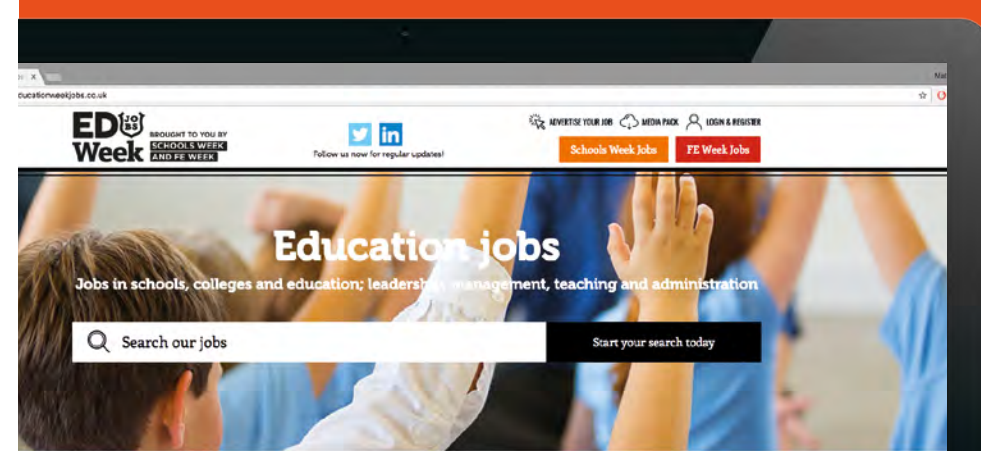 ducationweekjobs.co.uk
ED JOBS
Week
BROUGHT TO YOU BY
SCHOOLS WEEK
AND FE WEEK
Follow us now for regular updates!
ADVERTISE YOUR JOB MEDIA PACK LOGIN & REGISTER
Schools Week Jobs FE Week Jobs
Education jobs
Jobs in schools, colleges and education; leadership, management, teaching and administration
Search our jobs Start your search today